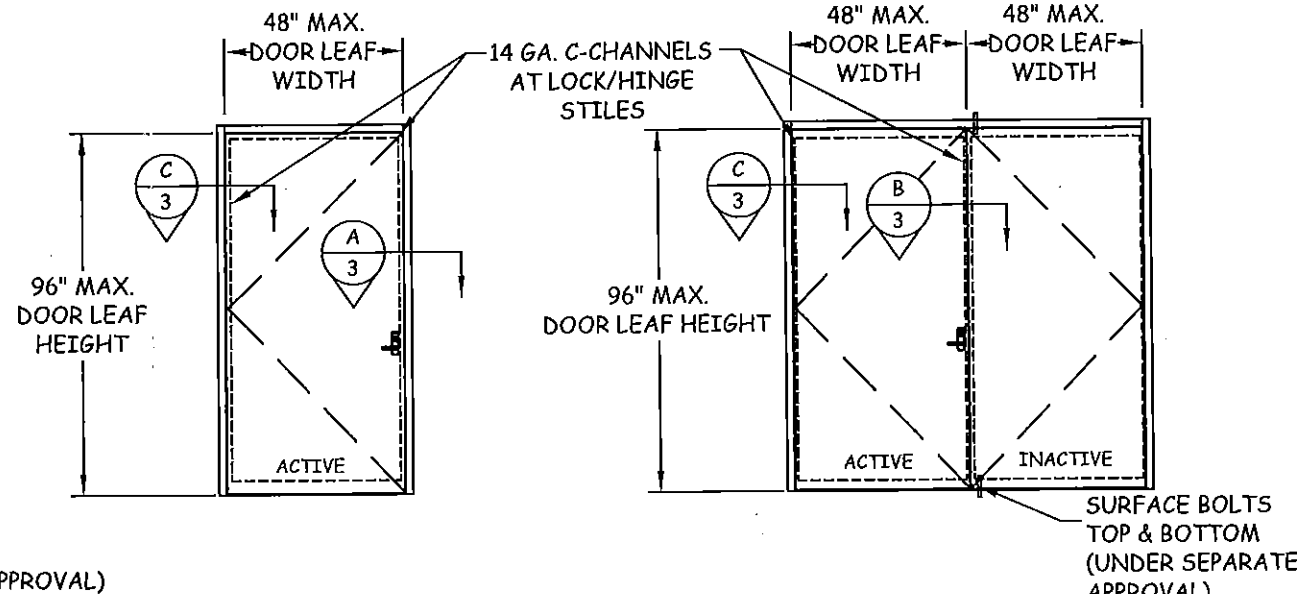 48" MAX.
DOOR LEAF
WIDTH
14 GA. C-CHANNELS
AT LOCK/HINGE
STILES
48" MAX.
DOOR LEAF
WIDTH
48" MAX.
DOOR LEAF
WIDTH
C
3
A
3
96" MAX.
DOOR LEAF
HEIGHT
ACTIVE
C
3
B
3
96" MAX.
DOOR LEAF HEIGHT
ACTIVE
INACTIVE
SURFACE BOLTS
TOP & BOTTOM
(UNDER SEPARATE
APPROVAL)
PPROVAL)